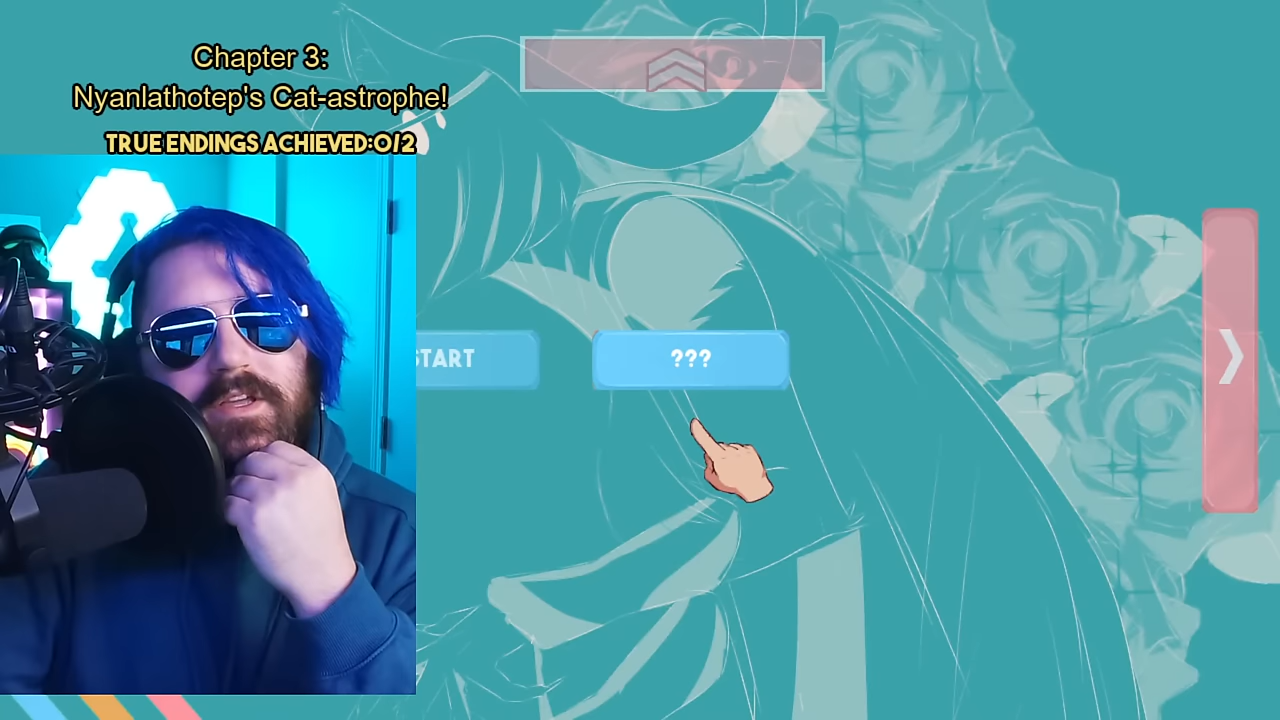 Chapter 3:
Nyanlathotep's Cat-astrophe!
TRUE ENDINGS ACHIEVED:0/2
START
???